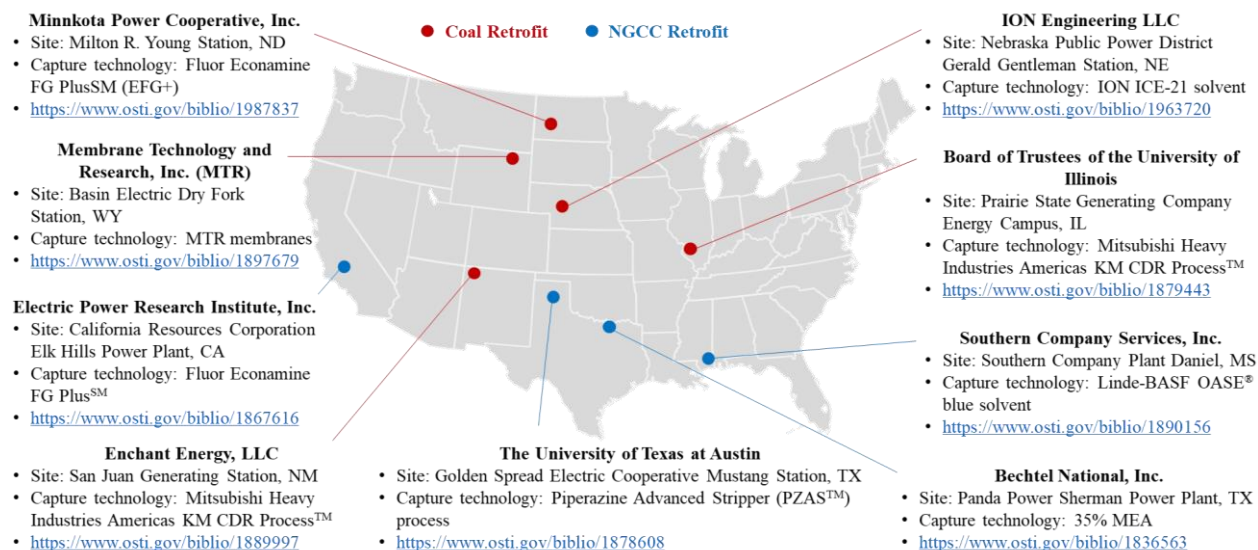 Coal Retrofit
NGCC Retrofit
Minnkota Power Cooperative, Inc.
• Site: Milton R. Young Station, ND
• Capture technology: Fluor Econamine
FG PlusSM (EFG+)
• https://www.osti.gov/biblio/1987837
Membrane Technology and
Research, Inc. (MTR)
• Site: Basin Electric Dry Fork
Station, WY
• Capture technology: MTR membranes
• https://www.osti.gov/biblio/1897679
Electric Power Research Institute, Inc.
• Site: California Resources Corporation
Elk Hills Power Plant, CA
• Capture technology: Fluor Econamine
FG Plus℠
• https://www.osti.gov/biblio/1867616
Enchant Energy, LLC
• Site: San Juan Generating Station, NM
• Capture technology: Mitsubishi Heavy
Industries Americas KM CDR Process™
• https://www.osti.gov/biblio/1889997
The University of Texas at Austin
• Site: Golden Spread Electric Cooperative Mustang Station, TX
• Capture technology: Piperazine Advanced Stripper (PZAS™)
process
• https://www.osti.gov/biblio/1878608
ION Engineering LLC
• Site: Nebraska Public Power District
Gerald Gentleman Station, NE
• Capture technology: ION ICE-21 solvent
• https://www.osti.gov/biblio/1963720
Board of Trustees of the University of
Illinois
• Site: Prairie State Generating Company
Energy Campus, IL
• Capture technology: Mitsubishi Heavy
Industries Americas KM CDR Process™
• https://www.osti.gov/biblio/1879443
Southern Company Services, Inc.
• Site: Southern Company Plant Daniel, MS
• Capture technology: Linde-BASF OASE®
blue solvent
• https://www.osti.gov/biblio/1890156
Bechtel National, Inc.
• Site: Panda Power Sherman Power Plant, TX
• Capture technology: 35% MEA
• https://www.osti.gov/biblio/1836563